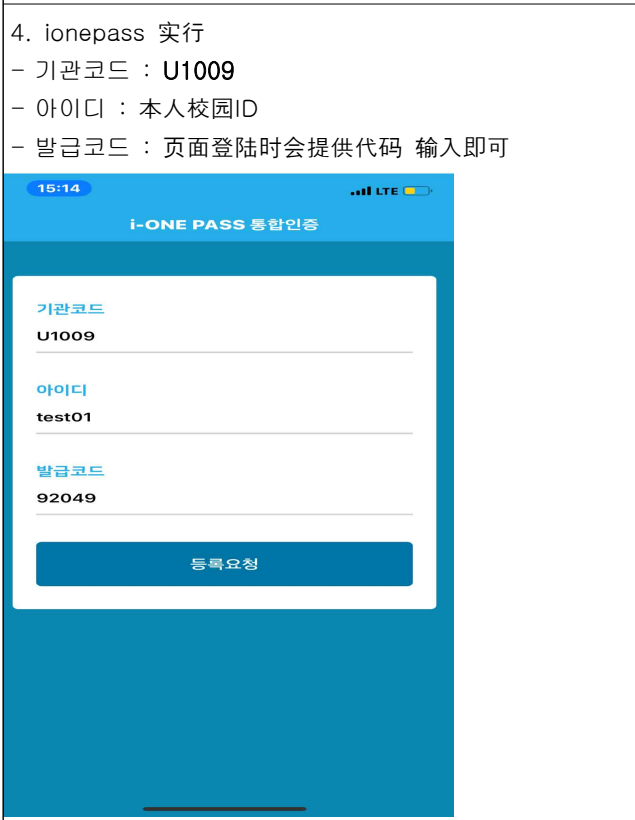 4. ionepass 实行
- 기관코드 : U1009
- 아이디 : 本人校园ID
- 발급코드 : 页面登陆时会提供代码 输入即可
15:14
LTE
i-ONE PASS 통합인증
기관코드
U1009
아이디
test01
발급코드
92049
등록요청